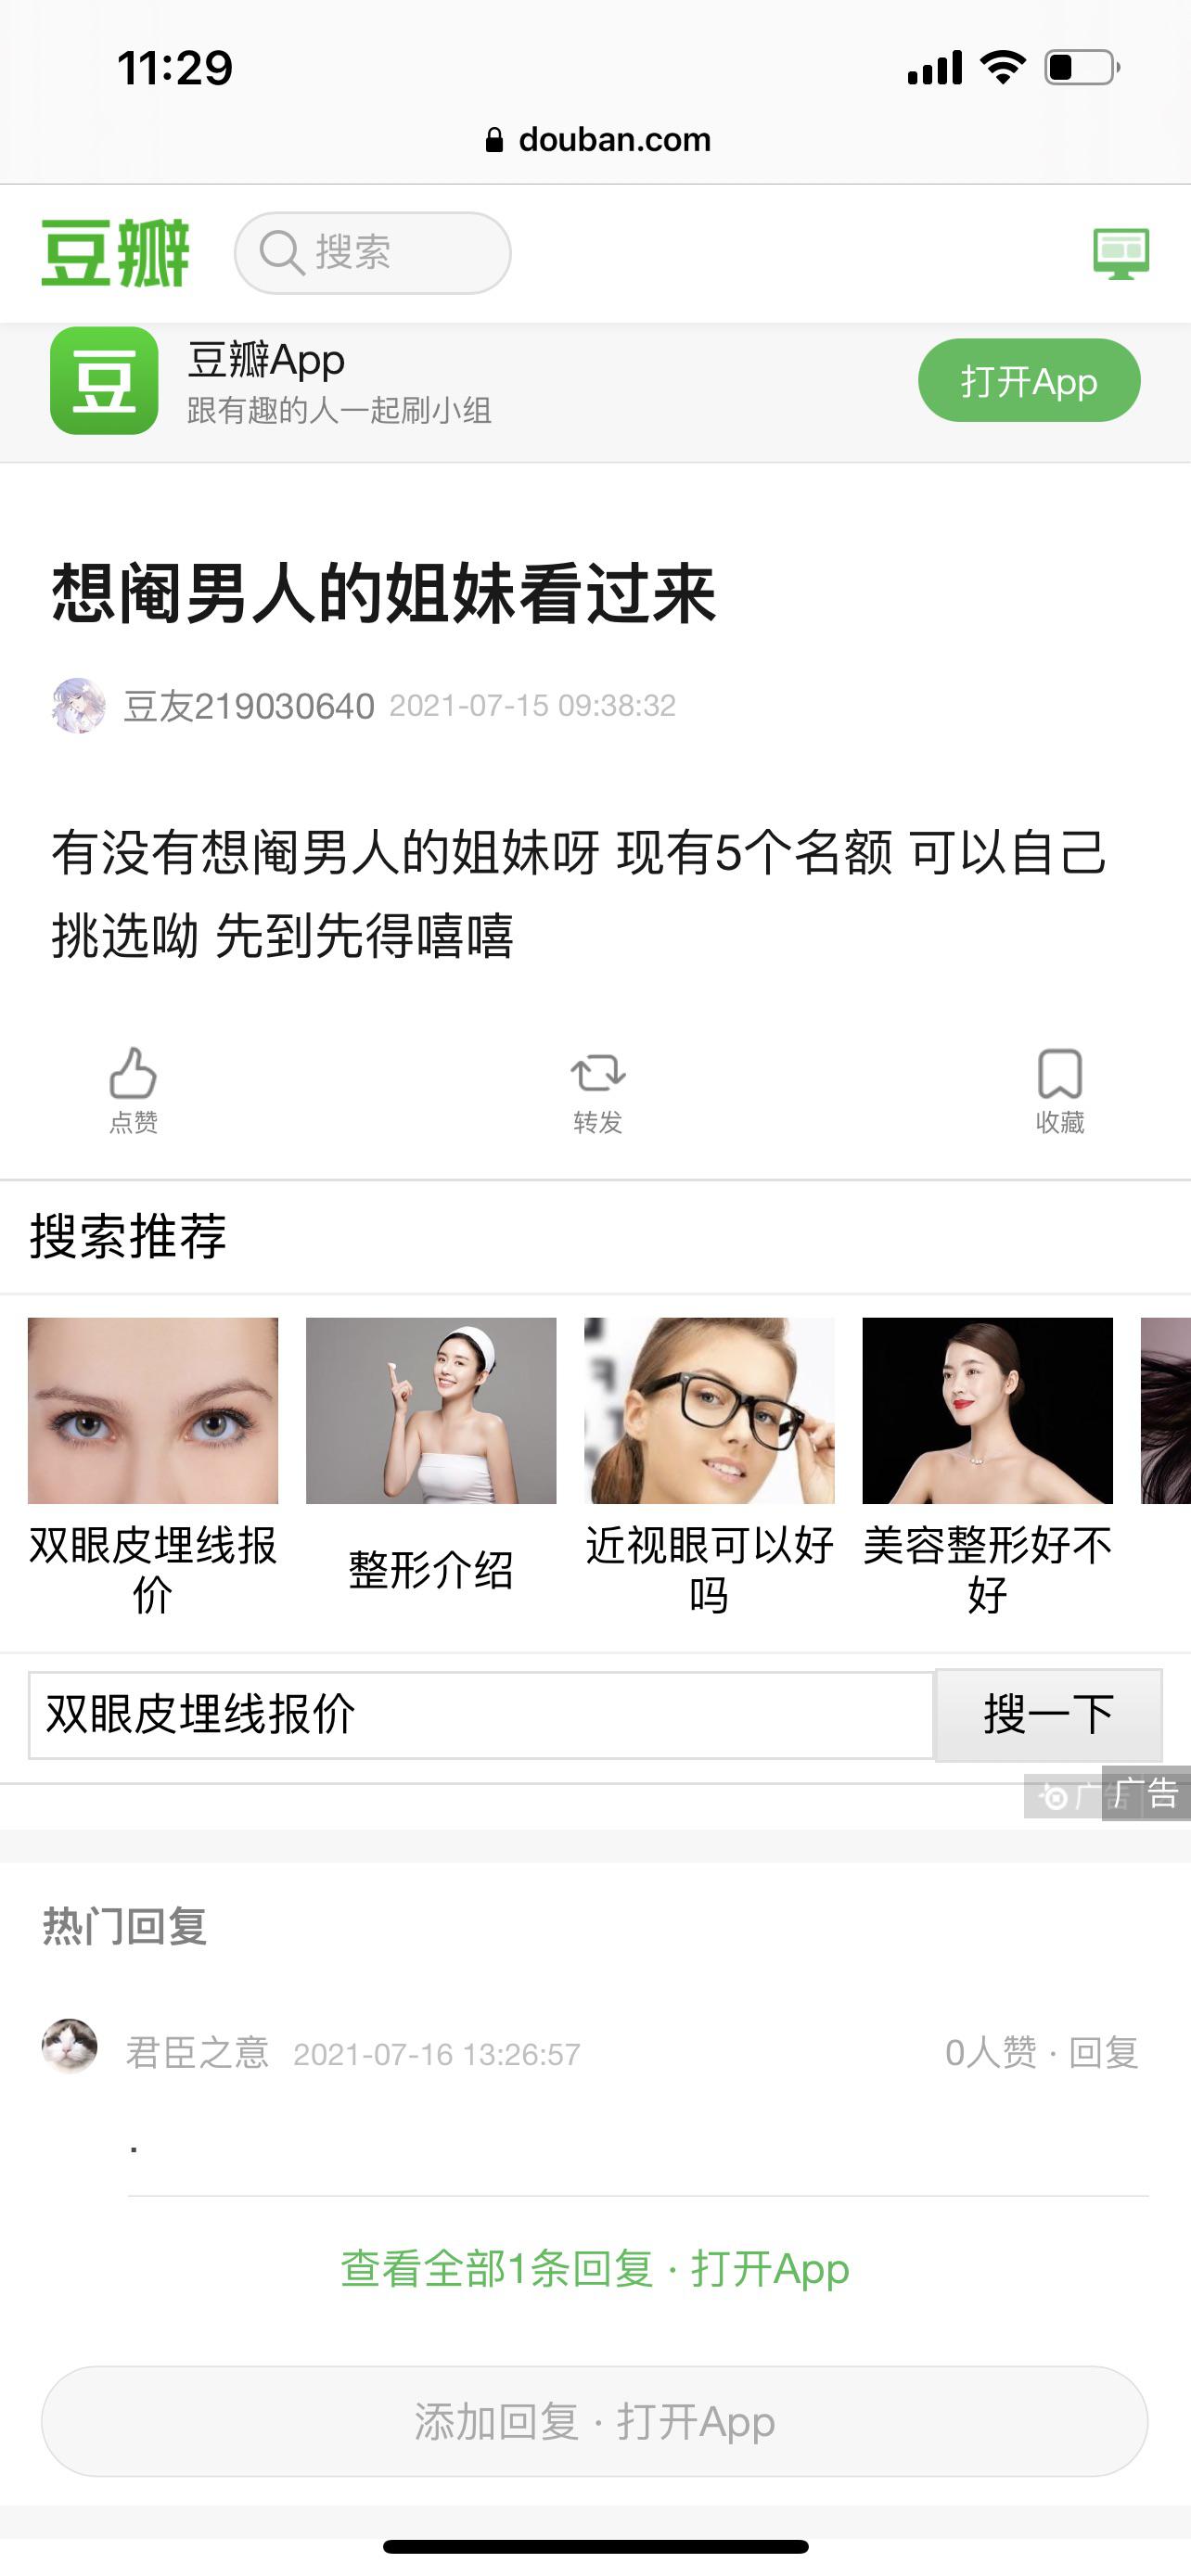 11:29
douban.com
豆瓣
搜索
豆
豆瓣App
跟有趣的人一起刷小组
打开App
想阉男人的姐妹看过来
豆友219030640 2021-07-15 09:38:32
有没有想阉男人的姐妹呀 现有5个名额 可以自己
挑选呦 先到先得嘻嘻
点赞
转发
收藏
搜索推荐
双眼皮埋线报
价
整形介绍
近视眼可以好
吗
美容整形好不
好
双眼皮埋线报价
搜一下
广告
广告
热门回复
君臣之意 2021-07-16 13:26:57
0人赞 · 回复
.
查看全部1条回复 · 打开App
添加回复 · 打开App